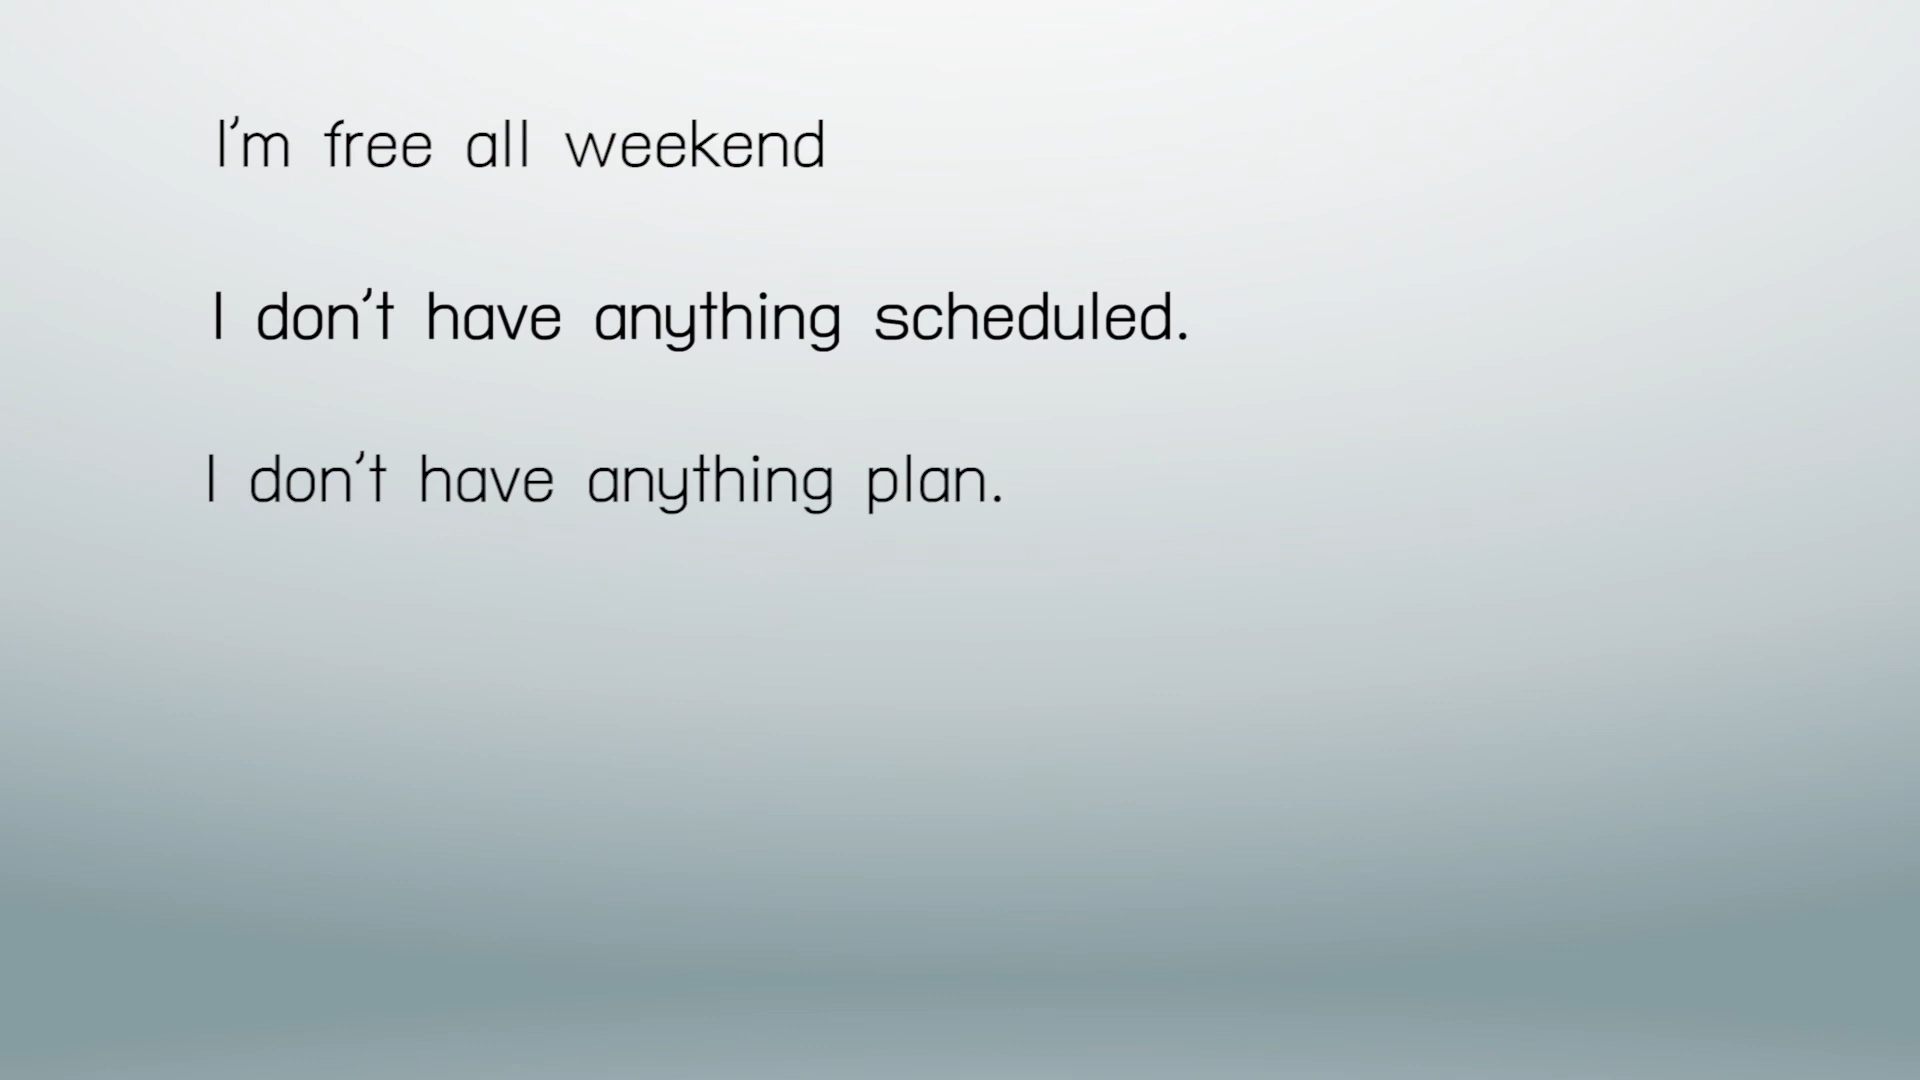 I'm free all weekend
I don't have anything scheduled.
I don't have anything plan.